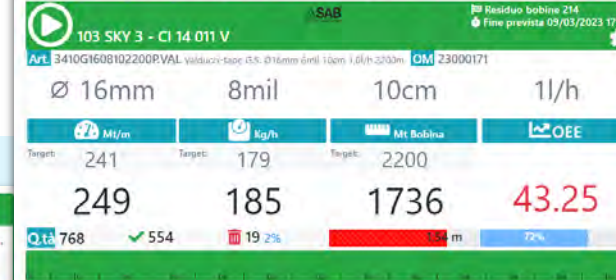 SAB
Residuo bobine 214
103 SKY 3 - CI 14 011 V
Fine prevista 09/03/2023 17
Art. 3410G1608102200P.VAL OM 23000171
Ø 16mm 8mil 10cm 1l/h
Mt/m Kg/h Mt Bobina OEE
Target: 241 Target: 179 Target: 2200
249 185 1736 43.25
Q.tà 768 554 19 2% m 72%